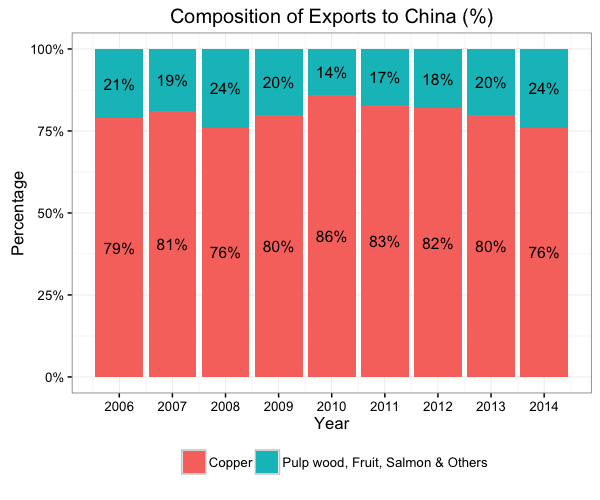 Composition of Exports to China (%)
100%
75%
50%
25%
0%
Percentage
21% 19% 24% 20% 14% 17% 18% 20% 24%
79% 81% 76% 80% 86% 83% 82% 80% 76%
2006 2007 2008 2009 2010 2011 2012 2013 2014
Year
Copper Pulp wood, Fruit, Salmon & Others